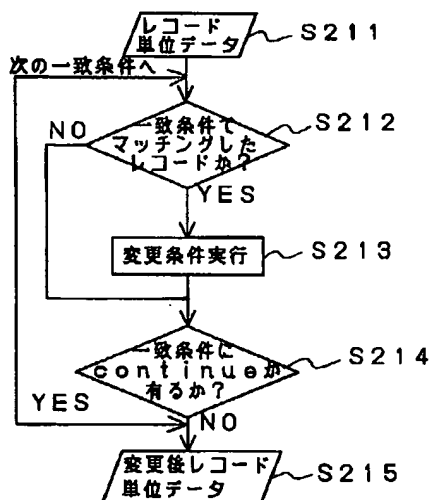 レコード
単位データ
S211
次の一致条件へ
一致条件で
マッチングした
レコードか?
S212
NO
YES
変更条件実行
S213
一致条件に
continueが
有るか?
S214
YES
NO
変更後レコード
単位データ
S215